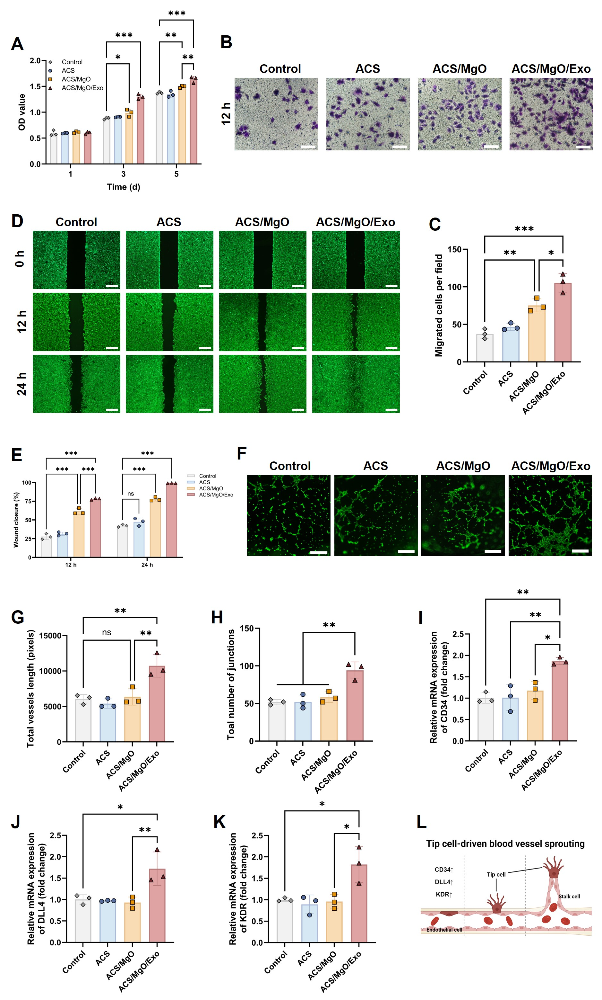 A
***
***
**
*
**
2.0
1.5
1.0
0.5
0.0
OD value
Control
ACS
ACS/MgO
ACS/MgO/Exo
1
3
5
Time (d)
B
Control
ACS
ACS/MgO
ACS/MgO/Exo
12 h
D
Control
ACS
ACS/MgO
ACS/MgO/Exo
0 h
12 h
24 h
C
***
**
*
150
100
50
0
Migrated cells per field
Control
ACS
ACS/MgO
ACS/MgO/Exo
E
***
***
***
***
***
ns
100
75
50
25
0
Wound closure (%)
12 h
24 h
Control
ACS
ACS/MgO
ACS/MgO/Exo
F
Control
ACS
ACS/MgO
ACS/MgO/Exo
G
**
ns
**
15000
10000
5000
0
Total vessels length (pixels)
Control
ACS
ACS/MgO
ACS/MgO/Exo
H
**
150
100
50
0
Toal number of junctions
Control
ACS
ACS/MgO
ACS/MgO/Exo
I
**
**
*
2.5
2.0
1.5
1.0
0.5
0.0
Relative mRNA expression
of CD34 (fold change)
Control
ACS
ACS/MgO
ACS/MgO/Exo
J
*
**
2.5
2.0
1.5
1.0
0.5
0.0
Relative mRNA expression
of DLL4 (fold change)
Control
ACS
ACS/MgO
ACS/MgO/Exo
K
*
*
2.5
2.0
1.5
1.0
0.5
0.0
Relative mRNA expression
of KDR (fold change)
Control
ACS
ACS/MgO
ACS/MgO/Exo
L
Tip cell-driven blood vessel sprouting
CD34↑
DLL4↑
KDR↑
Tip cell
Stalk cell
Endothelial cell